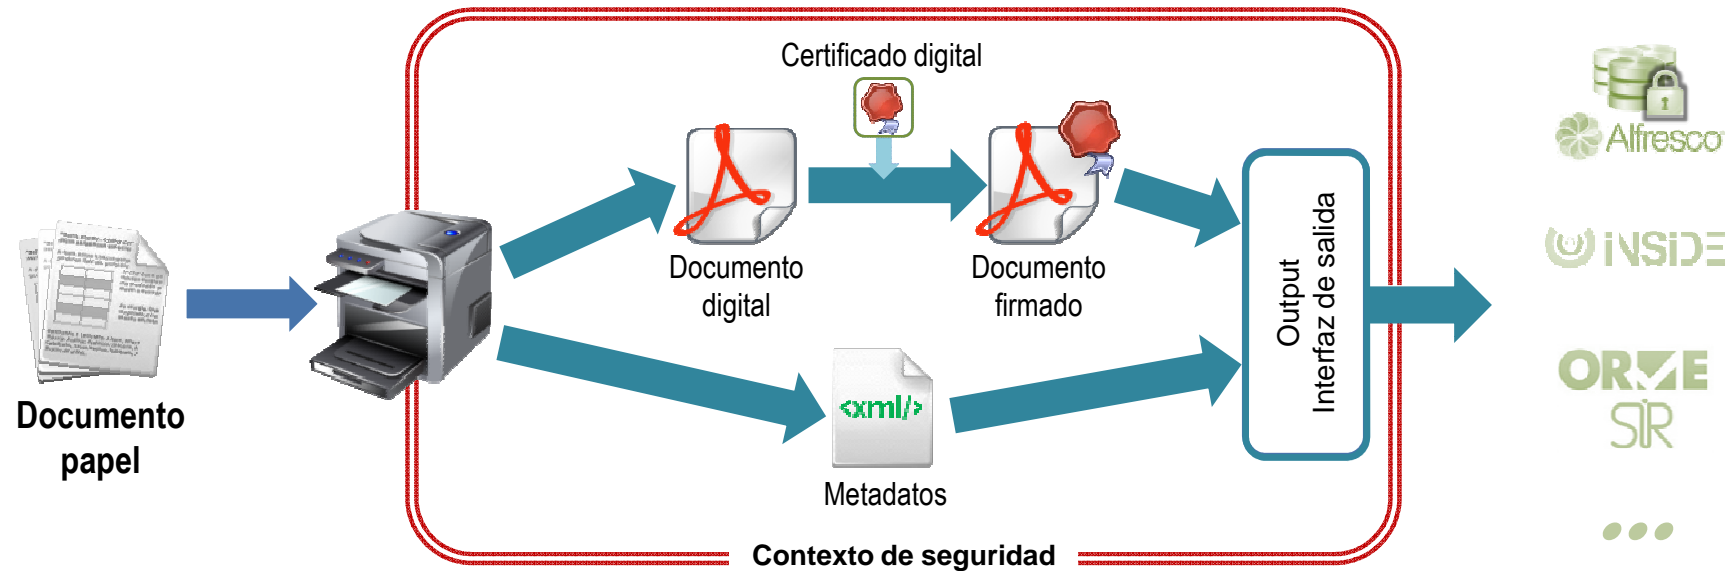 Certificado digital
Documento
digital
Documento
firmado
Documento
papel
<xml/>
Metadatos
Output
Interfaz de salida
Contexto de seguridad
Alfresco
iNSiDE
ORVE
SIR